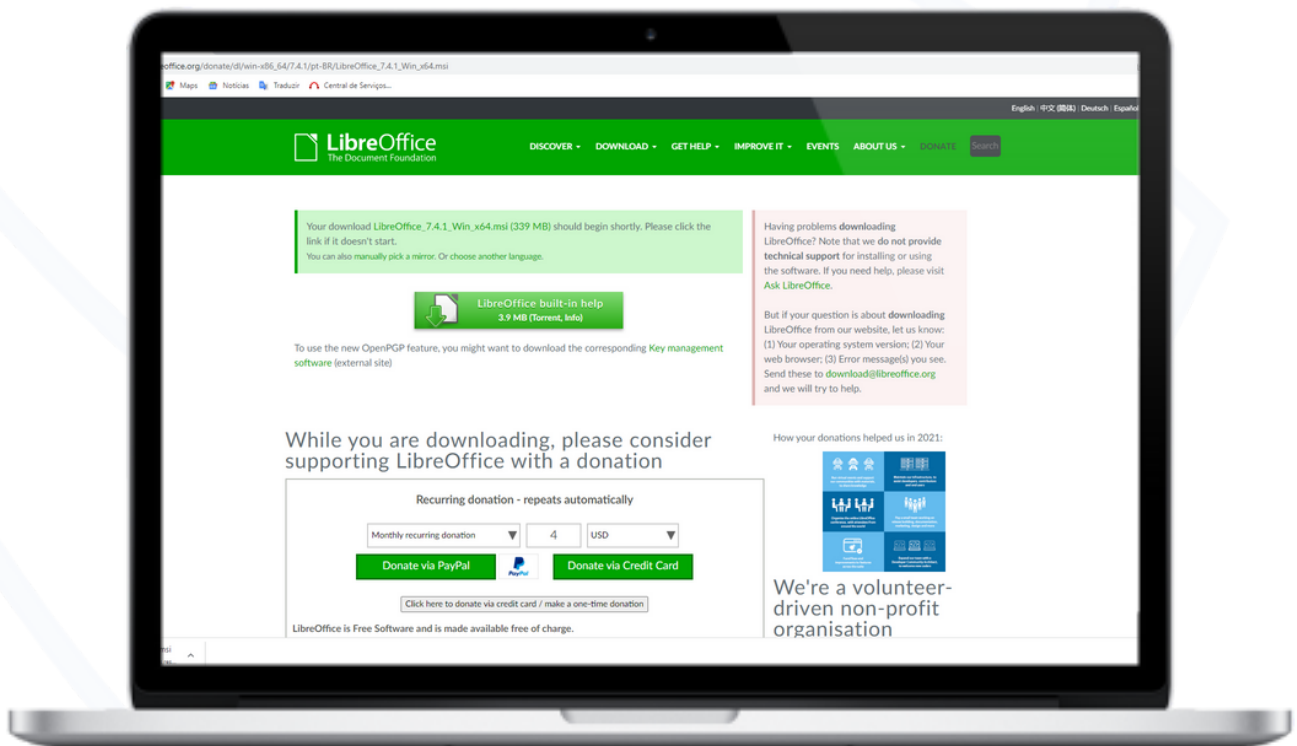 eoffice.org/donate/dl/win-x86_64/7.4.1/pt-BR/LibreOffice_7.4.1_Win_x64.msi
Maps Notícias Traduzir Central de Serviços...
English | 中文 (简体) | Deutsch | Español
LibreOffice
The Document Foundation
DISCOVER DOWNLOAD GET HELP IMPROVE IT EVENTS ABOUT US DONATE Search
Your download LibreOffice_7.4.1_Win_x64.msi (339 MB) should begin shortly. Please click the
link if it doesn't start.
You can also manually pick a mirror. Or choose another language.
LibreOffice built-in help
3.9 MB (Torrent, Info)
To use the new OpenPGP feature, you might want to download the corresponding Key management
software (external site)
Having problems downloading
LibreOffice? Note that we do not provide
technical support for installing or using
the software. If you need help, please visit
Ask LibreOffice.
But if your question is about downloading
LibreOffice from our website, let us know:
(1) Your operating system version; (2) Your
web browser; (3) Error message(s) you see.
Send these to download@libreoffice.org
and we will try to help.
While you are downloading, please consider
supporting LibreOffice with a donation
Recurring donation - repeats automatically
Monthly recurring donation 4 USD
Donate via PayPal PayPal Donate via Credit Card
Click here to donate via credit card / make a one-time donation
LibreOffice is Free Software and is made available free of charge.
How your donations helped us in 2021:
We're a volunteer-
driven non-profit
organisation
msi